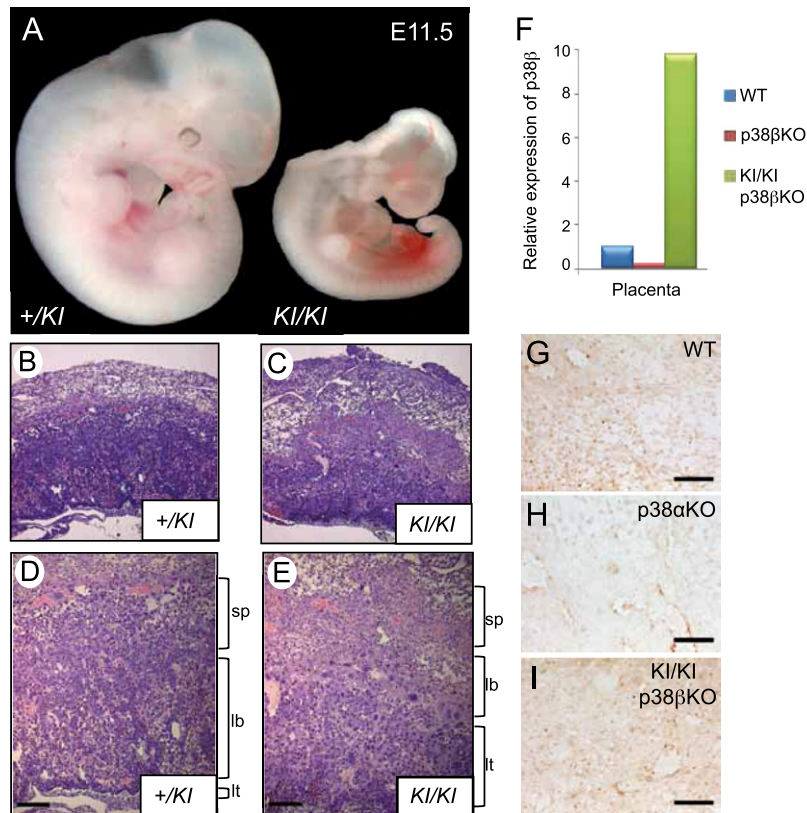 A
E11.5
+/KI
KI/KI
B
+/KI
C
KI/KI
D
sp
lb
lt
+/KI
E
sp
lb
lt
KI/KI
F
Relative expression of p38β
10
8
6
4
2
0
Placenta
WT
p38βKO
KI/KI
p38βKO
G
WT
H
p38αKO
I
KI/KI
p38βKO